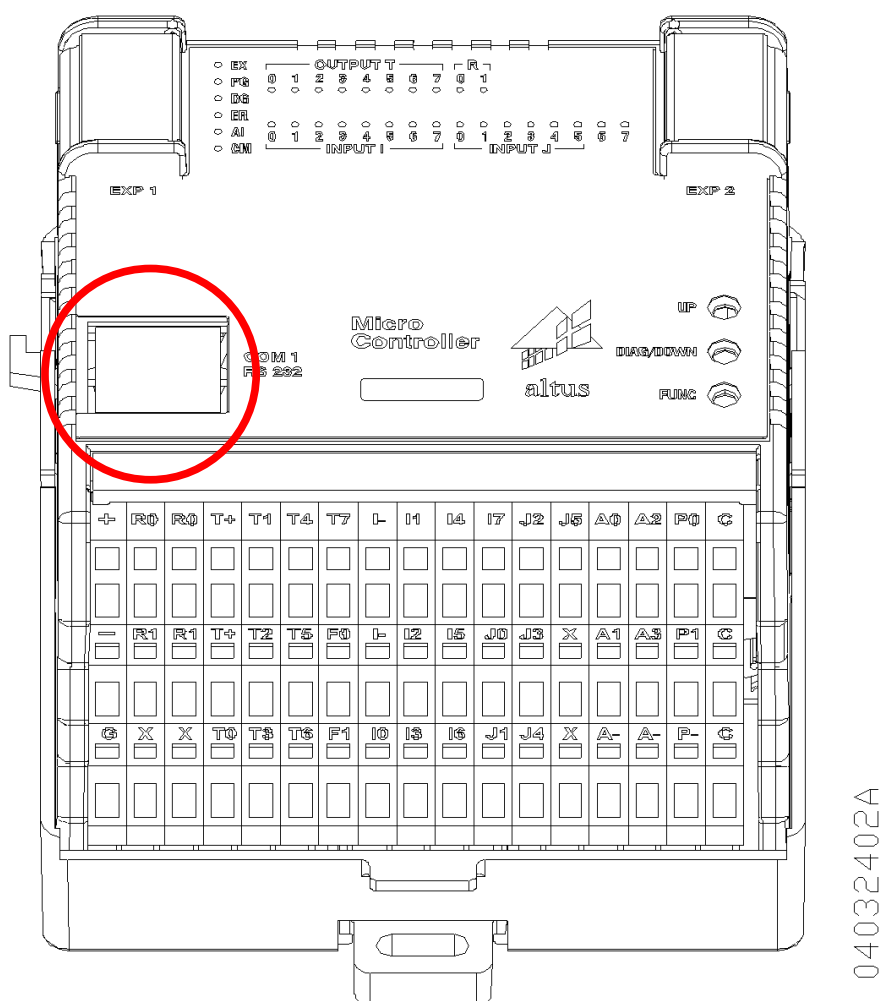 EX OUTPUT T R
PG 0 1 2 3 4 5 6 7 0 1
DG
ER
AI 0 1 2 3 4 5 6 7 0 1 2 3 4 5 6 7
CM INPUT I INPUT J
EXP 1 EXP 2
UP
Micro
Controller
COM 1
RS 232
DIAG/DOWN
altus
FUNC
+ R0 R0 T+ T1 T4 T7 I- I1 I4 I7 J2 J5 A0 A2 P0 C
- R1 R1 T+ T2 T5 F0 I- I2 I5 J0 J3 X A1 A3 P1 C
G X X T0 T3 T6 F1 I0 I3 I6 J1 J4 X A- A- P- C
04032402A